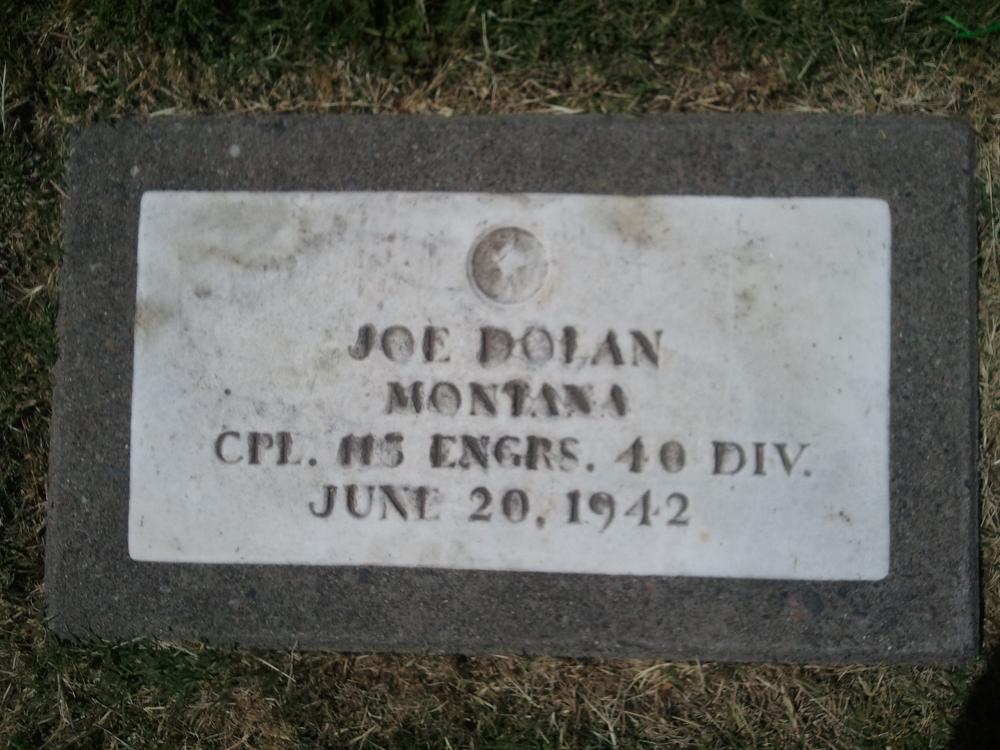 JOE DOLAN
MONTANA
CPL. 115 ENGRS. 40 DIV.
JUNE 20, 1942